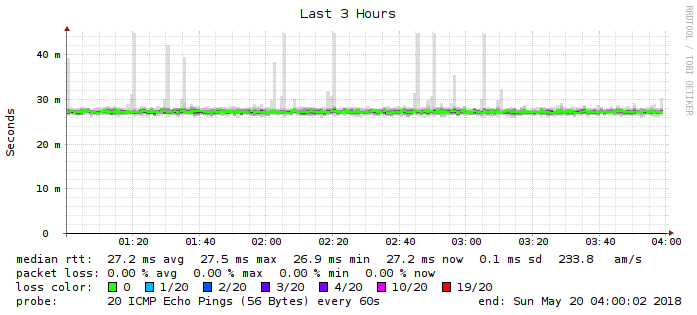 Last 3 Hours
RRDTOOL / TOBI OETIKER
Seconds
40 m
30 m
20 m
10 m
0
01:20 01:40 02:00 02:20 02:40 03:00 03:20 03:40 04:00
median rtt: 27.2 ms avg 27.5 ms max 26.9 ms min 27.2 ms now 0.1 ms sd 233.8 am/s
packet loss: 0.00 % avg 0.00 % max 0.00 % min 0.00 % now
loss color: 0 1/20 2/20 3/20 4/20 10/20 19/20
probe: 20 ICMP Echo Pings (56 Bytes) every 60s end: Sun May 20 04:00:02 2018